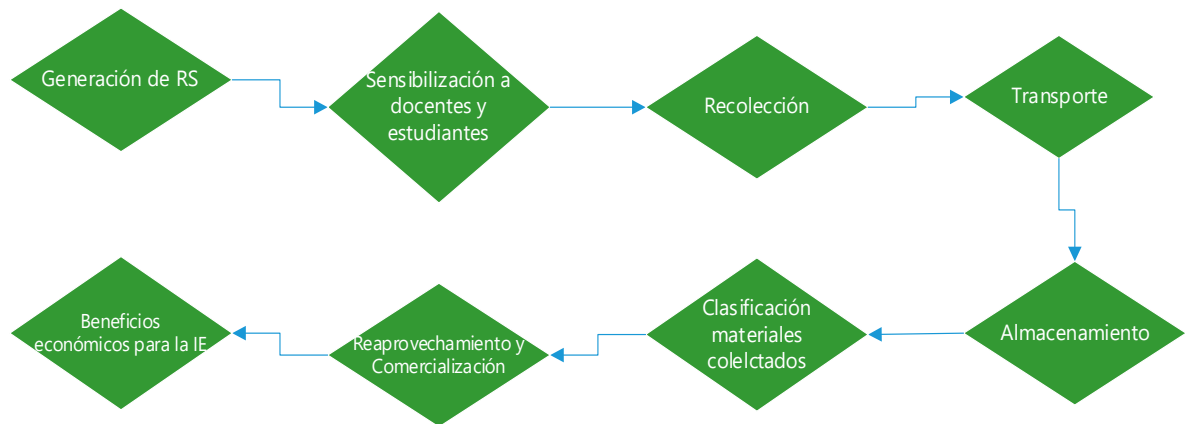 Generación de RS
Sensibilización a
docentes y
estudiantes
Recolección
Transporte
Almacenamiento
Clasificación
materiales
colelctados
Reaprovechamiento y
Comercialización
Beneficios
económicos para la IE